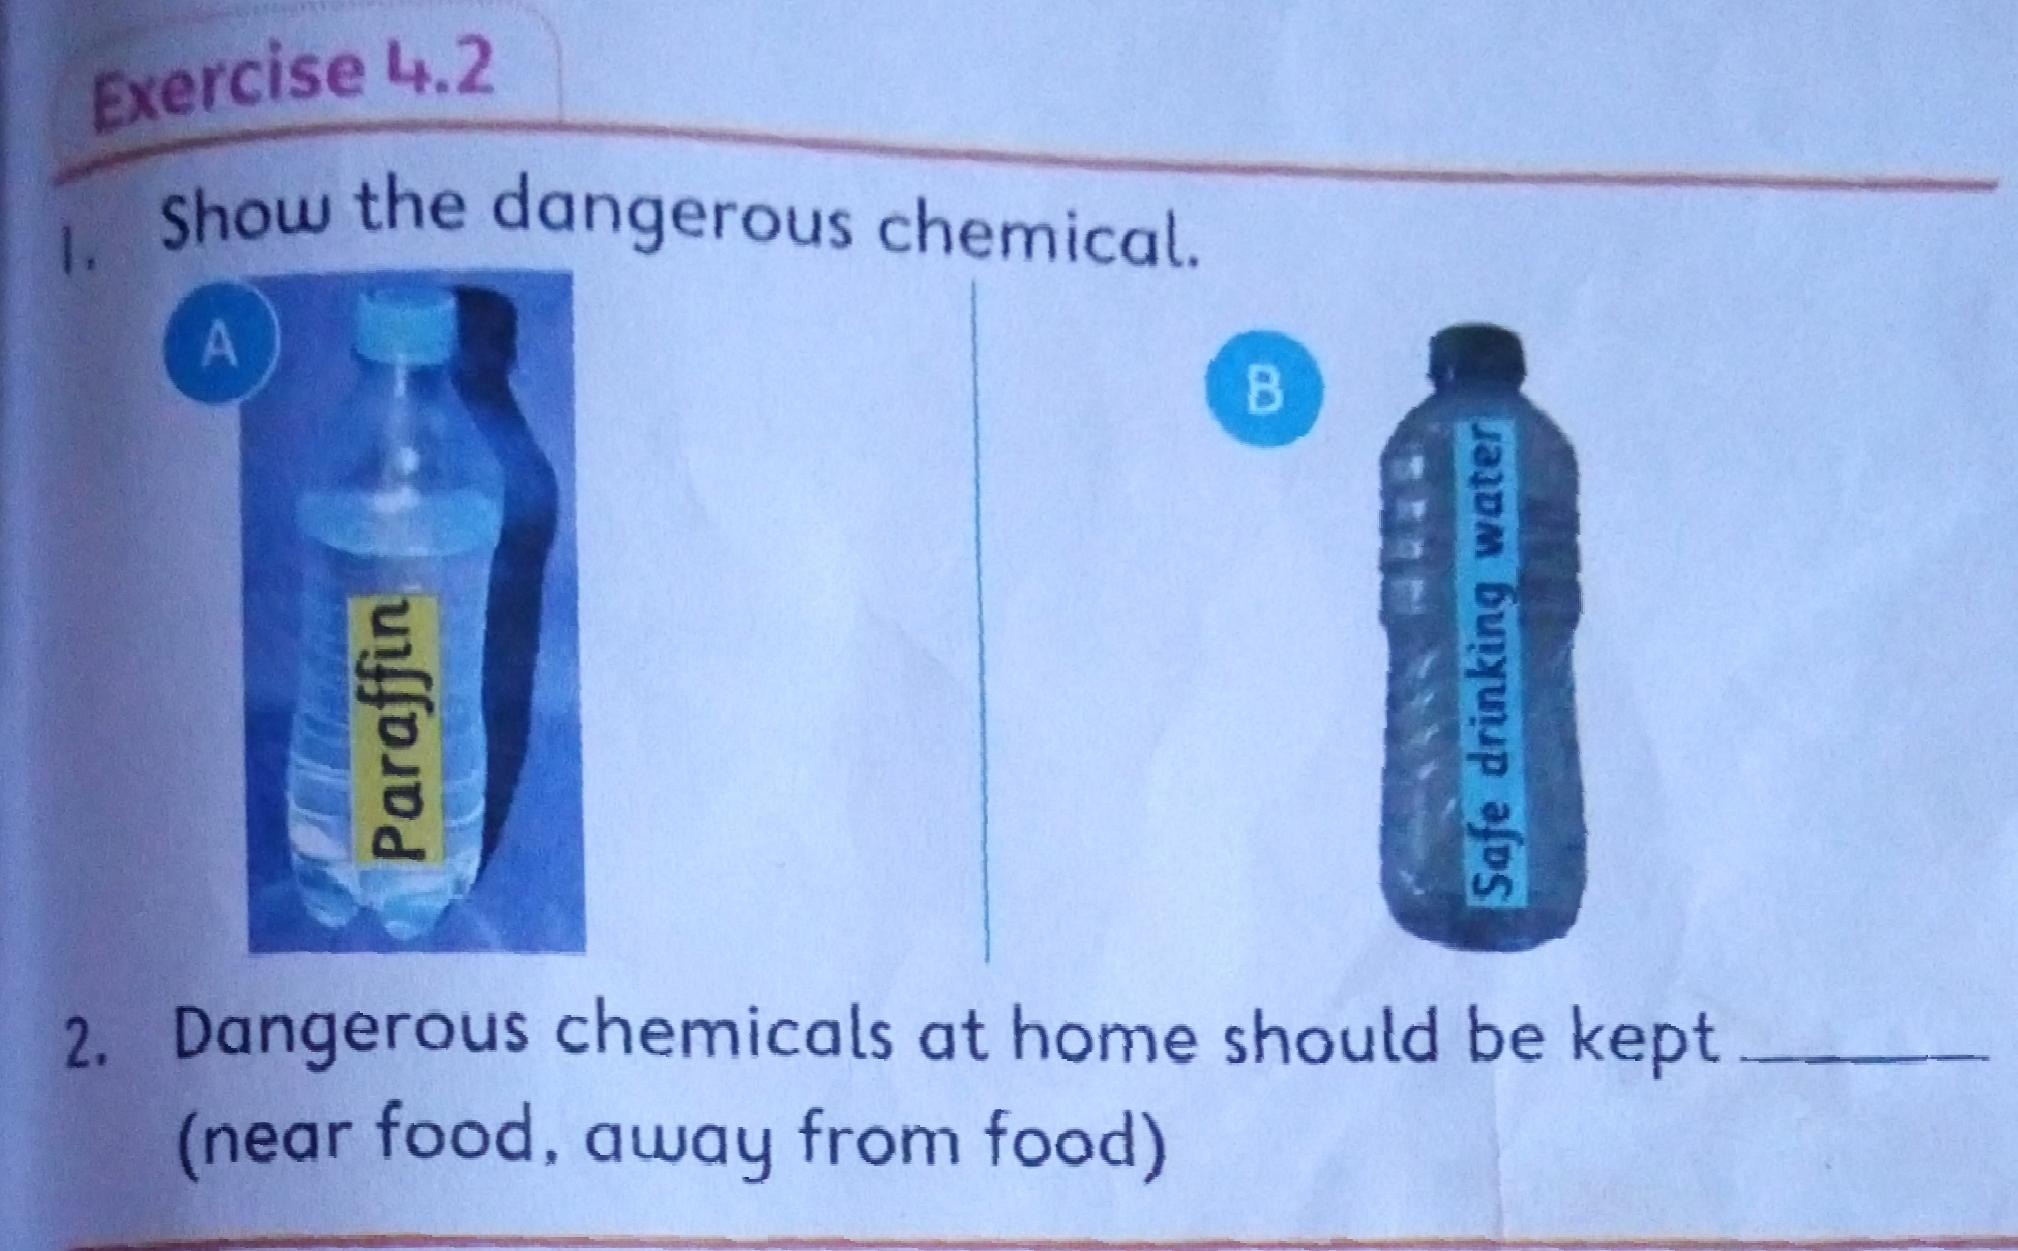 Exercise 4.2
1. Show the dangerous chemical.
A
Paraffin
B
Safe drinking water
2. Dangerous chemicals at home should be kept ______
(near food, away from food)